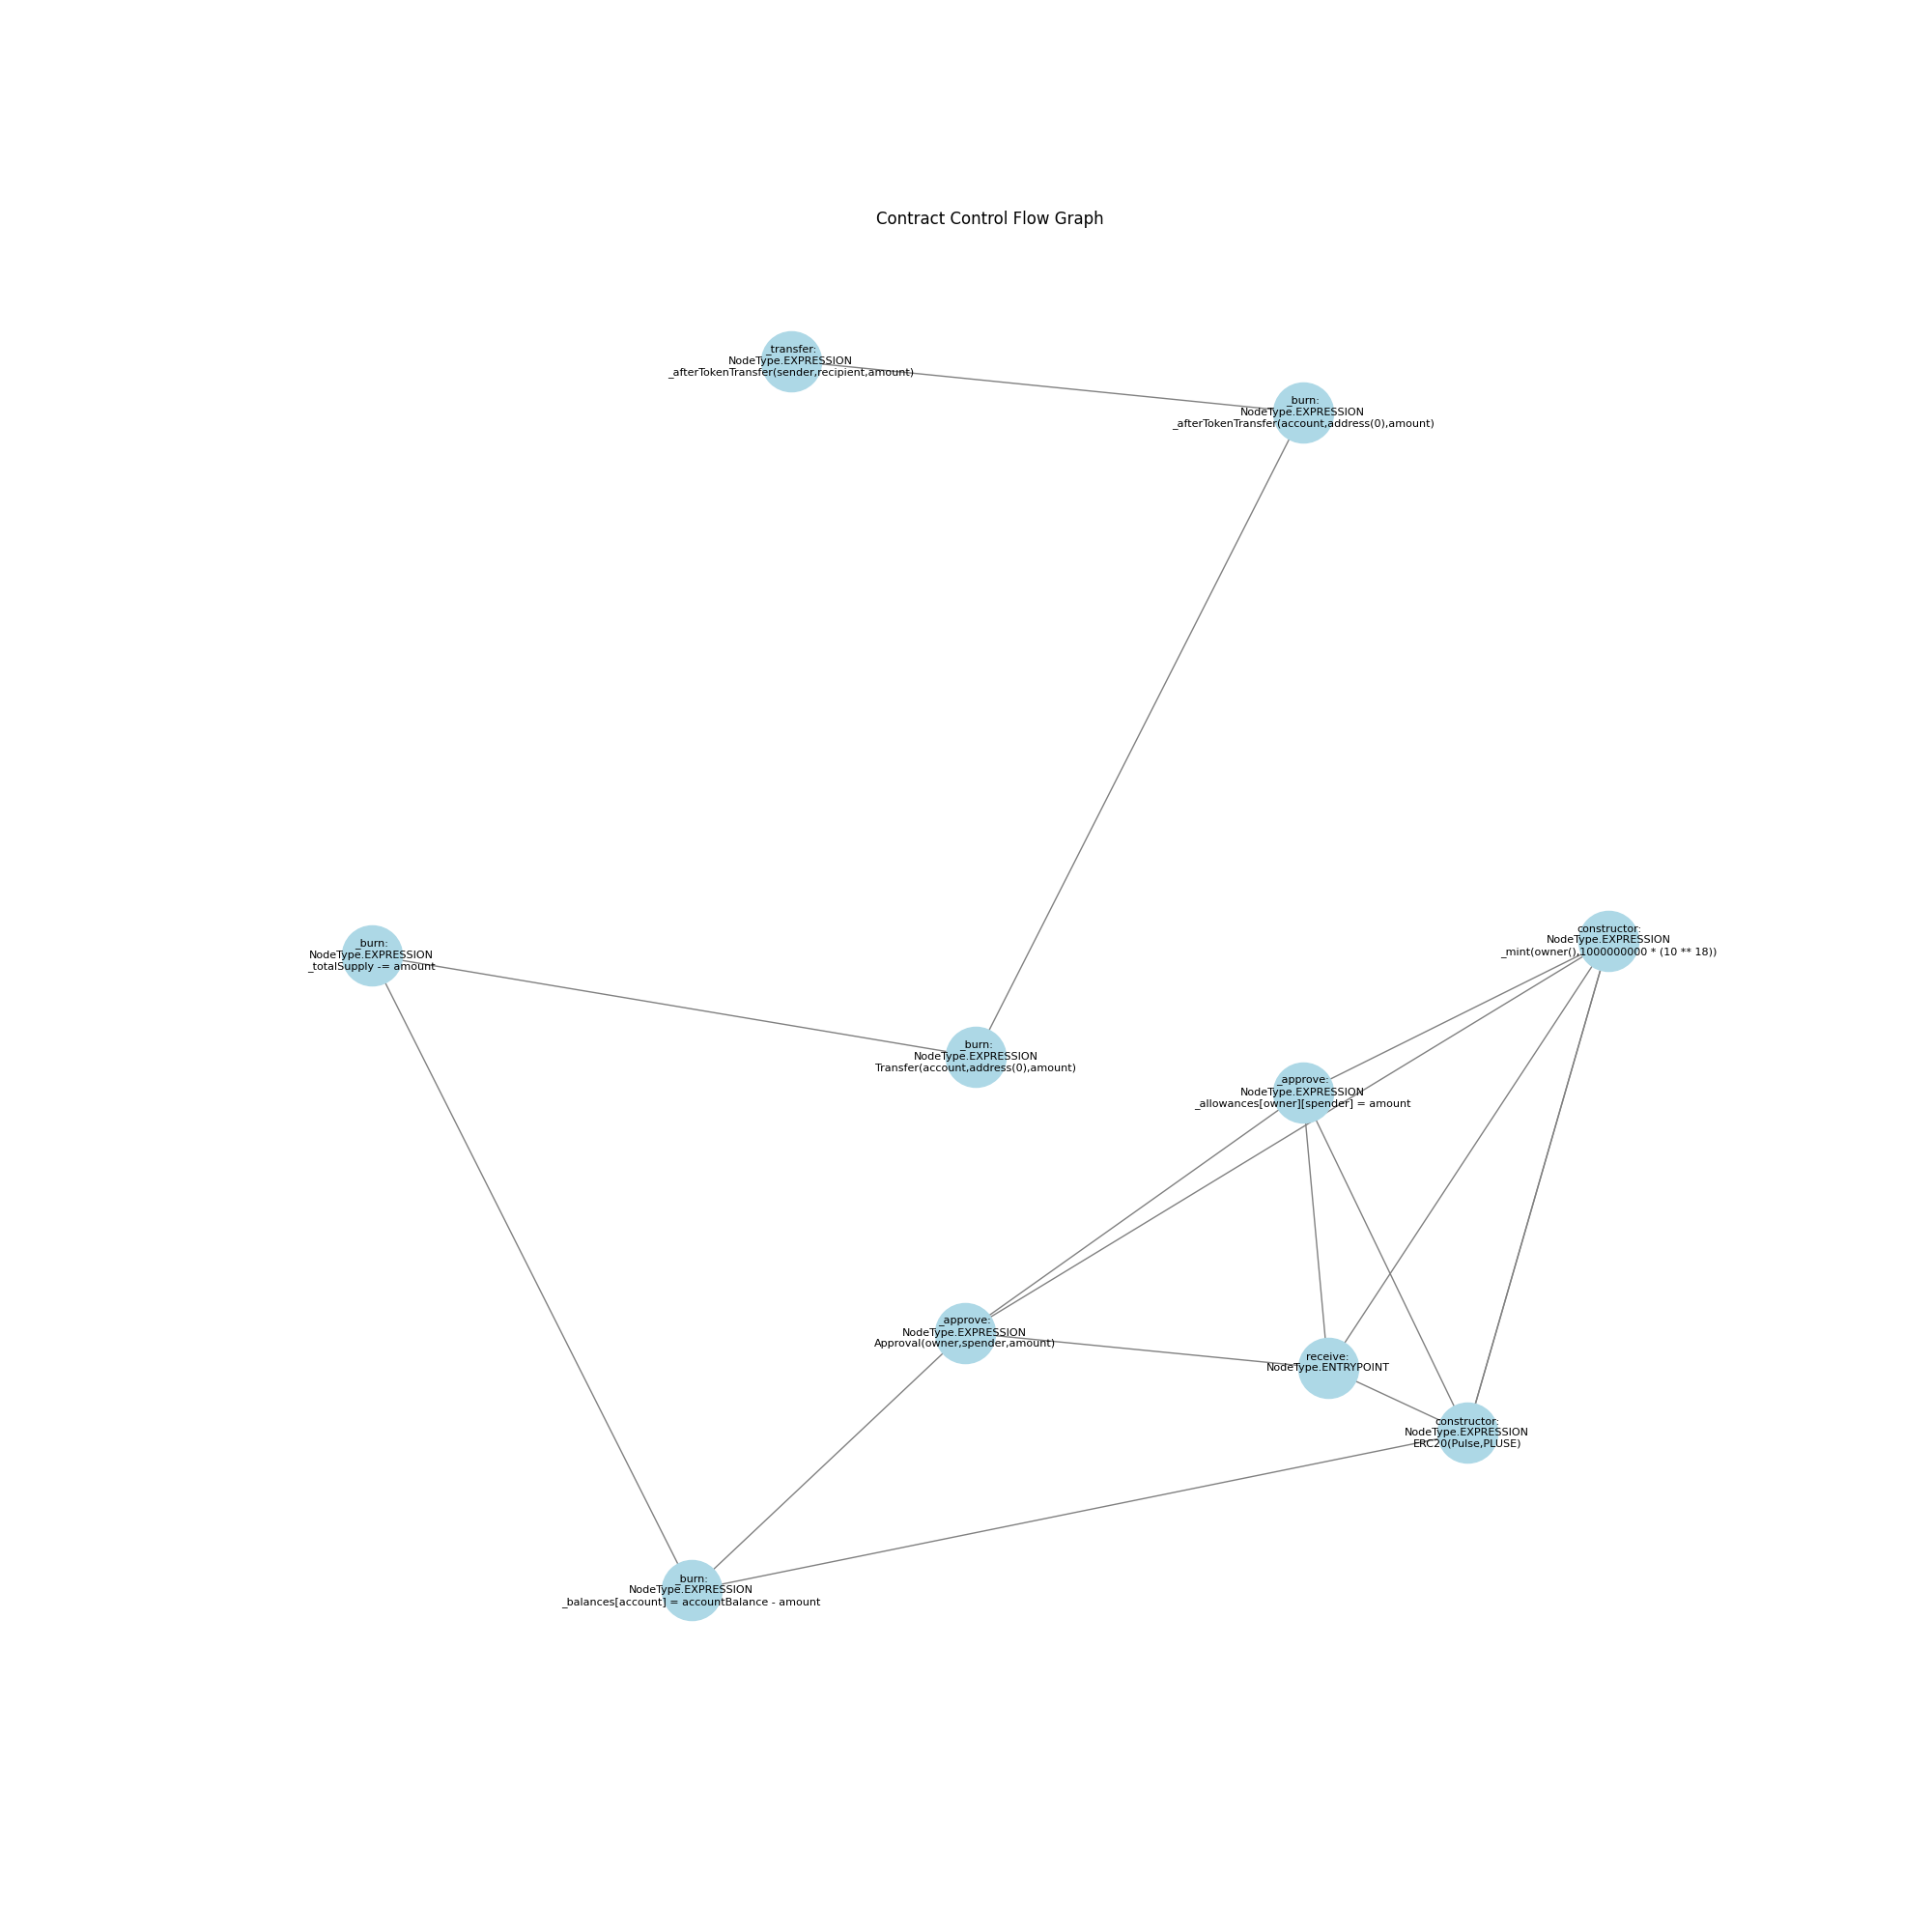 Contract Control Flow Graph
_transfer:
NodeType.EXPRESSION
_afterTokenTransfer(sender,recipient,amount)
_burn:
NodeType.EXPRESSION
_afterTokenTransfer(account,address(0),amount)
constructor:
NodeType.EXPRESSION
_mint(owner(),1000000000 * (10 ** 18))
_burn:
NodeType.EXPRESSION
_totalSupply -= amount
_burn:
NodeType.EXPRESSION
Transfer(account,address(0),amount)
_approve:
NodeType.EXPRESSION
_allowances[owner][spender] = amount
_approve:
NodeType.EXPRESSION
Approval(owner,spender,amount)
receive:
NodeType.ENTRYPOINT
constructor:
NodeType.EXPRESSION
ERC20(Pulse,PLUSE)
_burn:
NodeType.EXPRESSION
_balances[account] = accountBalance - amount